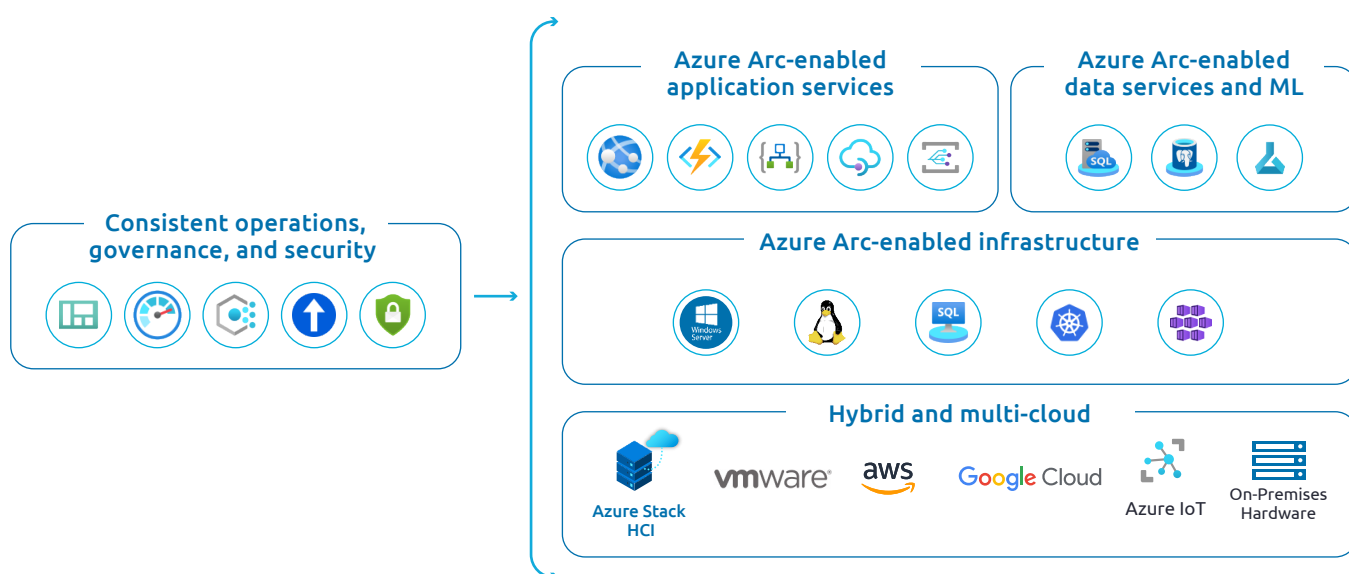 Azure Arc-enabled
application services
Azure Arc-enabled
data services and ML
SQL
Consistent operations,
governance, and security
Azure Arc-enabled infrastructure
Windows
Server
SQL
Hybrid and multi-cloud
Azure Stack
HCI
vmware®
aws
Google Cloud
Azure IoT
On-Premises
Hardware